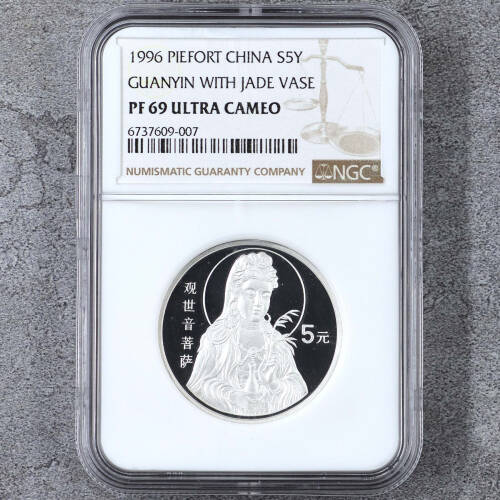 1996 PIEFORT CHINA S5Y
GUANYIN WITH JADE VASE
PF 69 ULTRA CAMEO
6737609-007
NUMISMATIC GUARANTY COMPANY
NGC®
观世音菩萨
5元